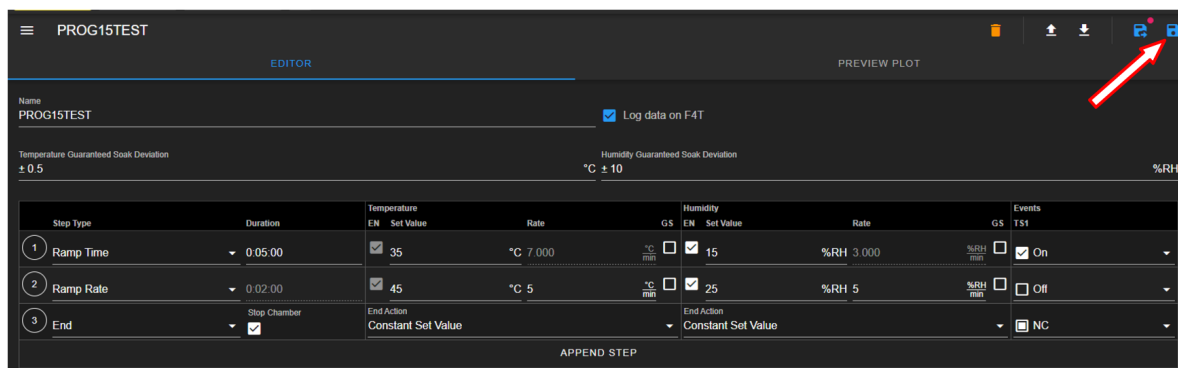 PROG15TEST
EDITOR PREVIEW PLOT
Name
PROG15TEST
Log data on F4T
Temperature Guaranteed Soak Deviation Humidity Guaranteed Soak Deviation
± 0.5 °C ± 10 %RH
Temperature Humidity Events
Step Type Duration EN Set Value Rate GS EN Set Value Rate GS TS1
1 Ramp Time 0:05:00 35 °C 7.000 °C/min 15 %RH 3.000 %RH/min On
2 Ramp Rate 0:02:00 45 °C 5 °C/min 25 %RH 5 %RH/min Off
Stop Chamber End Action End Action
3 End Constant Set Value Constant Set Value NC
APPEND STEP